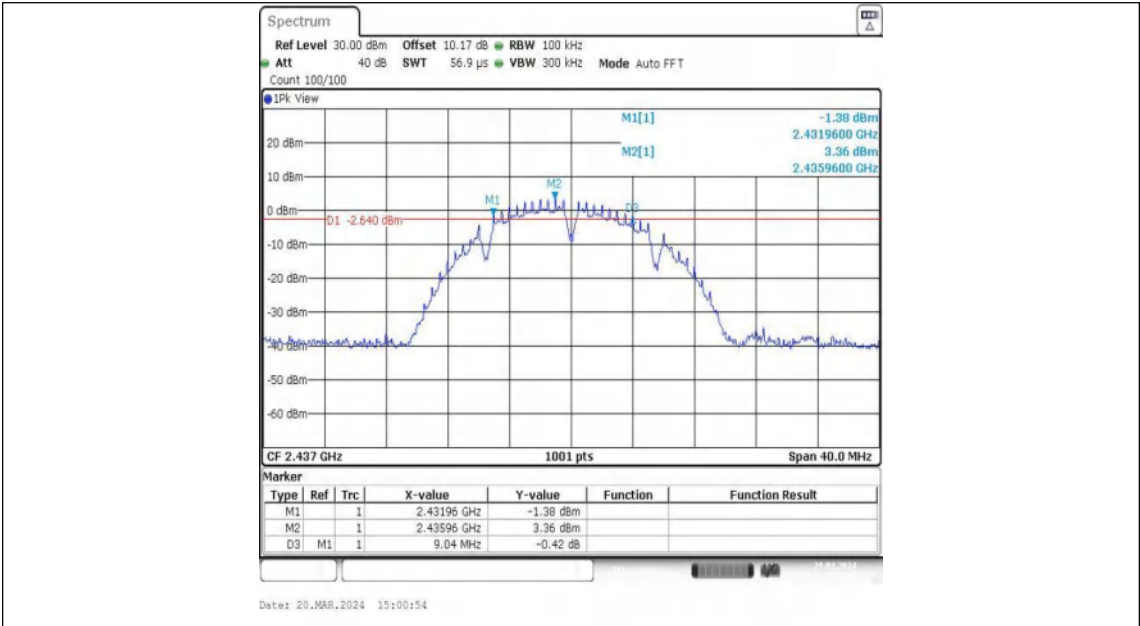 Spectrum
Ref Level 30.00 dBm Offset 10.17 dB RBW 100 kHz
Att 40 dB SWT 56.9 µs VBW 300 kHz Mode Auto FFT
Count 100/100
1Pk View
M1[1] -1.38 dBm
2.4319600 GHz
20 dBm
M2[1] 3.36 dBm
2.4359600 GHz
10 dBm
M2
M1
D3
0 dBm
D1 -2.640 dBm
-10 dBm
-20 dBm
-30 dBm
-40 dBm
-50 dBm
-60 dBm
CF 2.437 GHz 1001 pts Span 40.0 MHz
Marker
Type Ref Trc X-value Y-value Function Function Result
M1 1 2.43196 GHz -1.38 dBm
M2 1 2.43596 GHz 3.36 dBm
D3 M1 1 9.04 MHz -0.42 dB
Date: 20.MAR.2024 15:00:54